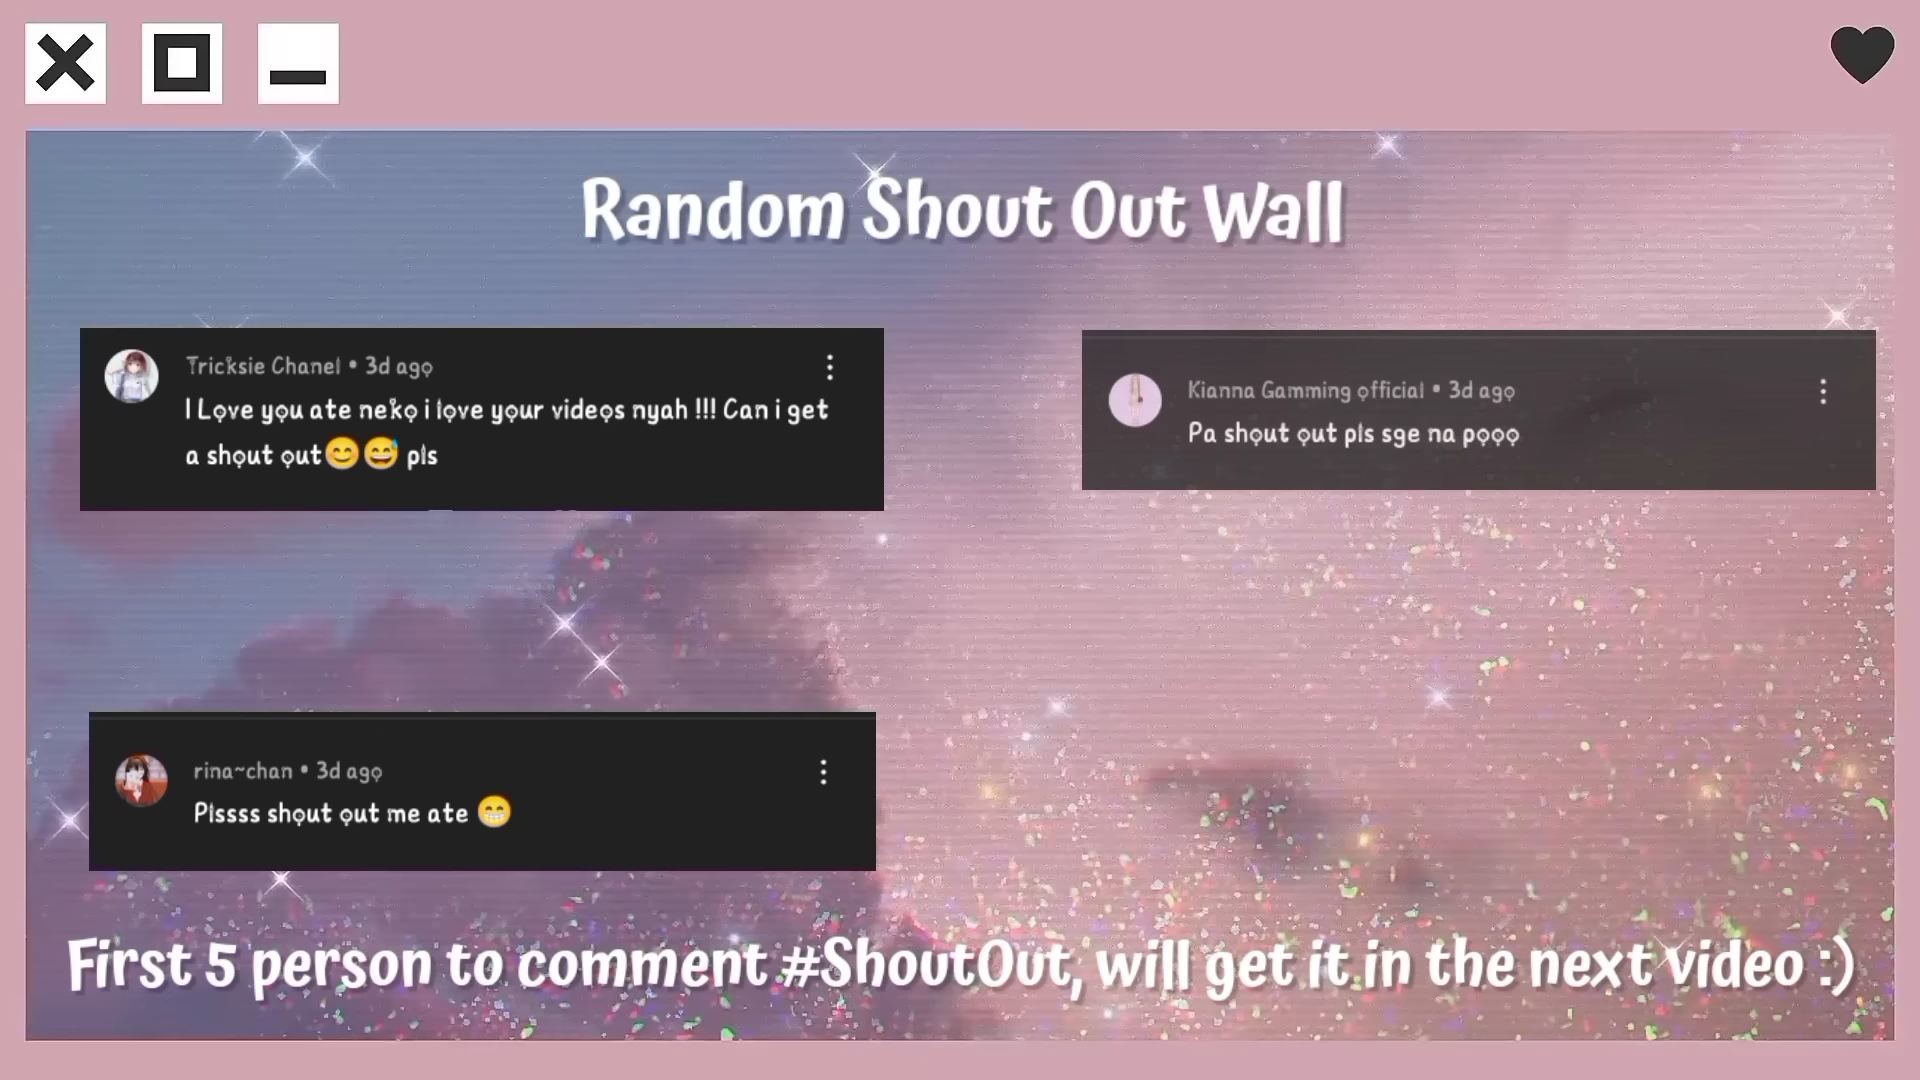 Random Shout Out Wall
Tricksie Chanel • 3d ago
I Love you ate neko i love your videos nyah !!! Can i get
a shout out😊😅 pls
Kianna Gamming official • 3d ago
Pa shout out pls sge na pooo
rina~chan • 3d ago
Plssss shout out me ate 😁
First 5 person to comment #ShoutOut, will get it in the next video :)